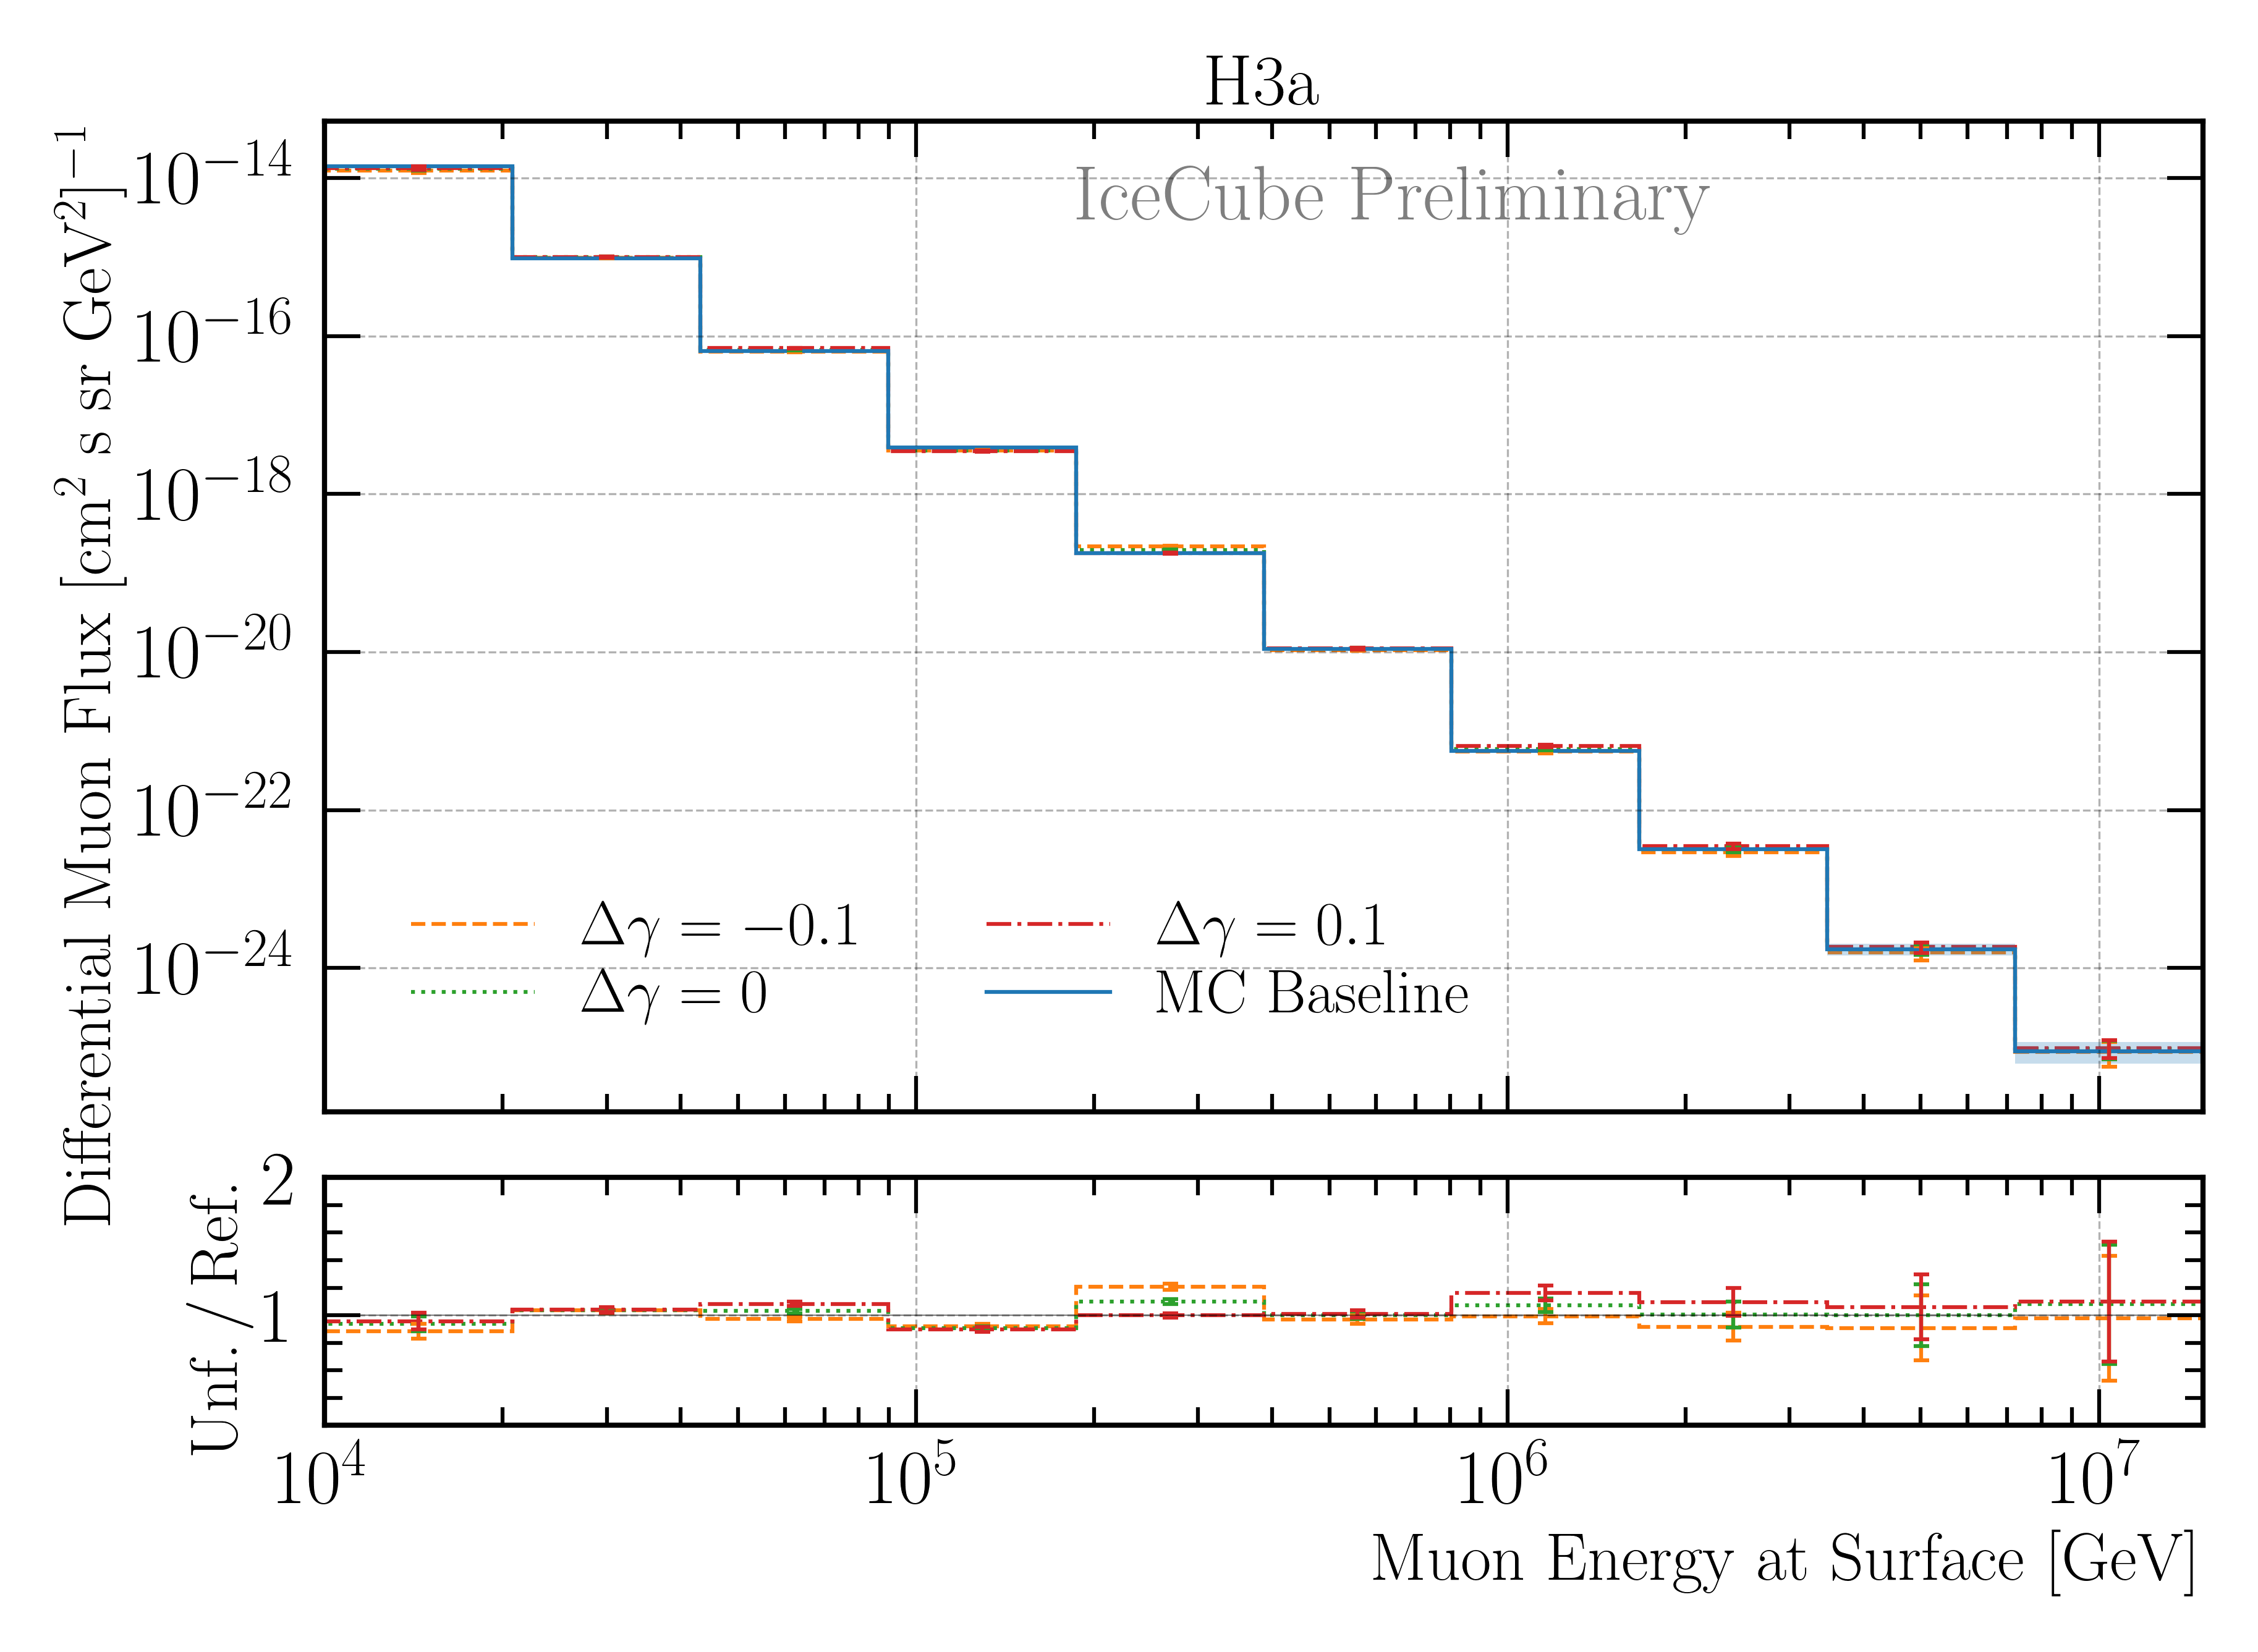 H3a
IceCube Preliminary
Differential Muon Flux [cm² s sr GeV²]⁻¹
10⁻¹⁴
10⁻¹⁶
10⁻¹⁸
10⁻²⁰
10⁻²²
10⁻²⁴
Δγ = −0.1
Δγ = 0
Δγ = 0.1
MC Baseline
Unf. / Ref.
2
1
10⁴ 10⁵ 10⁶ 10⁷
Muon Energy at Surface [GeV]